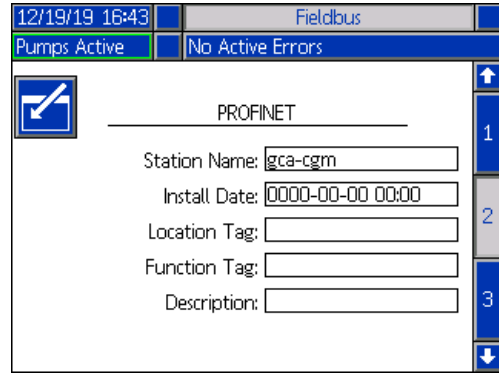 12/19/19 16:43 Fieldbus
Pumps Active No Active Errors
PROFINET
1
Station Name: gca-cgm
Install Date: 0000-00-00 00:00
2
Location Tag:
Function Tag:
Description:
3